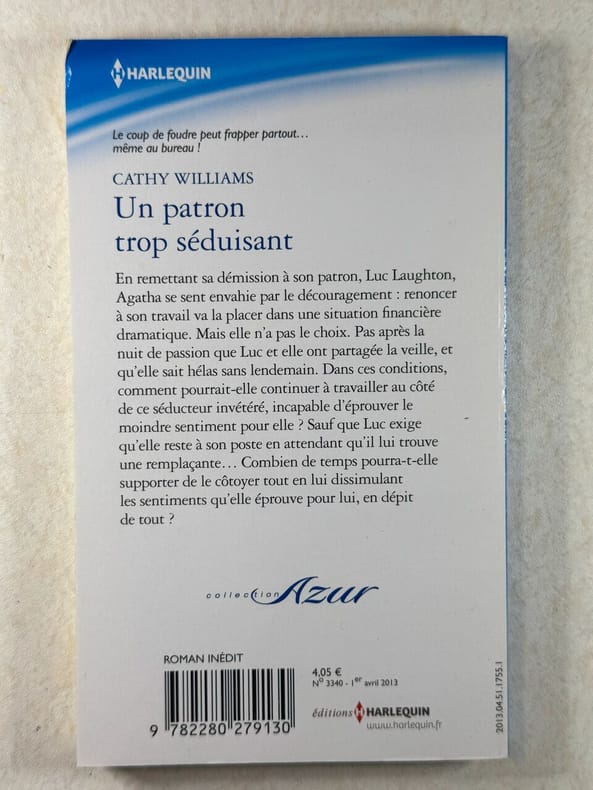 HARLEQUIN
Le coup de foudre peut frapper partout...
même au bureau !
CATHY WILLIAMS
Un patron
trop séduisant
En remettant sa démission à son patron, Luc Laughton,
Agatha se sent envahie par le découragement : renoncer
à son travail va la placer dans une situation financière
dramatique. Mais elle n'a pas le choix. Pas après la
nuit de passion que Luc et elle ont partagée la veille, et
qu'elle sait hélas sans lendemain. Dans ces conditions,
comment pourrait-elle continuer à travailler au côté
de ce séducteur invétéré, incapable d'éprouver le
moindre sentiment pour elle ? Sauf que Luc exige
qu'elle reste à son poste en attendant qu'il lui trouve
une remplaçante... Combien de temps pourra-t-elle
supporter de le côtoyer tout en lui dissimulant
les sentiments qu'elle éprouve pour lui, en dépit
de tout ?
collection Azur
ROMAN INÉDIT
9 782280 279130
4,05 €
N° 3340 - 1er avril 2013
éditions HARLEQUIN
www.harlequin.fr
2013.04.51.1755.1